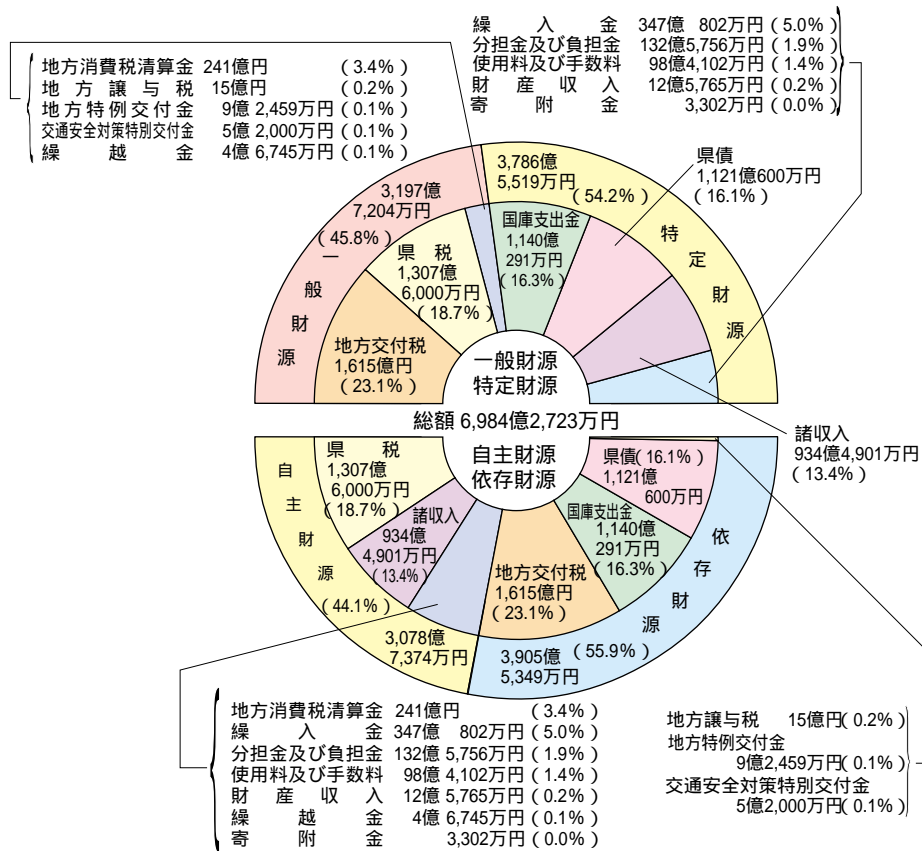 繰入金 347億 802万円 (5.0%)
分担金及び負担金 132億5,756万円 (1.9%)
使用料及び手数料 98億4,102万円 (1.4%)
財産収入 12億5,765万円 (0.2%)
寄附金 3,302万円 (0.0%)
地方消費税清算金 241億円 (3.4%)
地方譲与税 15億円 (0.2%)
地方特例交付金 9億 2,459万円 (0.1%)
交通安全対策特別交付金 5億 2,000万円 (0.1%)
繰越金 4億 6,745万円 (0.1%)
3,197億
7,204万円
(45.8%)
一般財源
3,786億
5,519万円
(54.2%)
特定財源
県債
1,121億600万円
(16.1%)
国庫支出金
1,140億
291万円
(16.3%)
県税
1,307億
6,000万円
(18.7%)
地方交付税
1,615億円
(23.1%)
一般財源
特定財源
総額 6,984億2,723万円
自主財源
依存財源
諸収入
934億4,901万円
(13.4%)
県税
1,307億
6,000万円
(18.7%)
諸収入
934億
4,901万円
(13.4%)
地方交付税
1,615億円
(23.1%)
国庫支出金
1,140億
291万円
(16.3%)
県債(16.1%)
1,121億
600万円
自主財源
(44.1%)
3,078億
7,374万円
依存財源
3,905億 (55.9%)
5,349万円
地方消費税清算金 241億円 (3.4%)
繰入金 347億 802万円 (5.0%)
分担金及び負担金 132億 5,756万円 (1.9%)
使用料及び手数料 98億 4,102万円 (1.4%)
財産収入 12億 5,765万円 (0.2%)
繰越金 4億 6,745万円 (0.1%)
寄附金 3,302万円 (0.0%)
地方譲与税 15億円(0.2%)
地方特例交付金
9億2,459万円(0.1%)
交通安全対策特別交付金
5億2,000万円(0.1%)